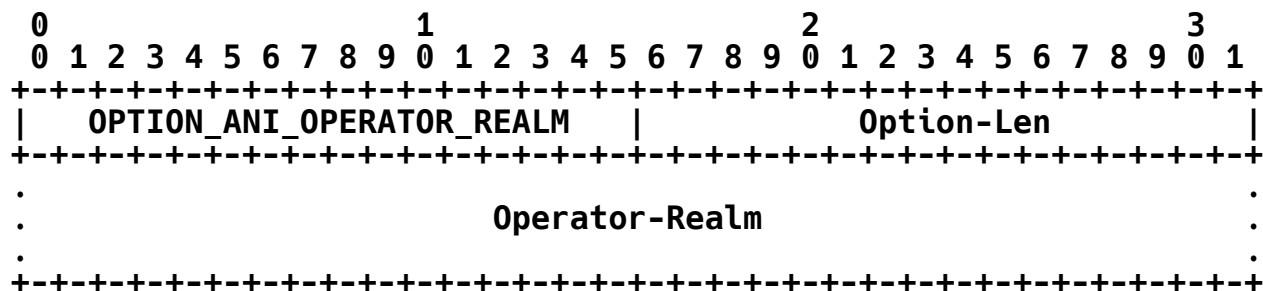 0                   1                   2                   3
 0 1 2 3 4 5 6 7 8 9 0 1 2 3 4 5 6 7 8 9 0 1 2 3 4 5 6 7 8 9 0 1
+-+-+-+-+-+-+-+-+-+-+-+-+-+-+-+-+-+-+-+-+-+-+-+-+-+-+-+-+-+-+-+-+
|   OPTION_ANI_OPERATOR_REALM   |           Option-Len          |
+-+-+-+-+-+-+-+-+-+-+-+-+-+-+-+-+-+-+-+-+-+-+-+-+-+-+-+-+-+-+-+-+
.                                                               .
.                        Operator-Realm                         .
.                                                               .
+-+-+-+-+-+-+-+-+-+-+-+-+-+-+-+-+-+-+-+-+-+-+-+-+-+-+-+-+-+-+-+-+